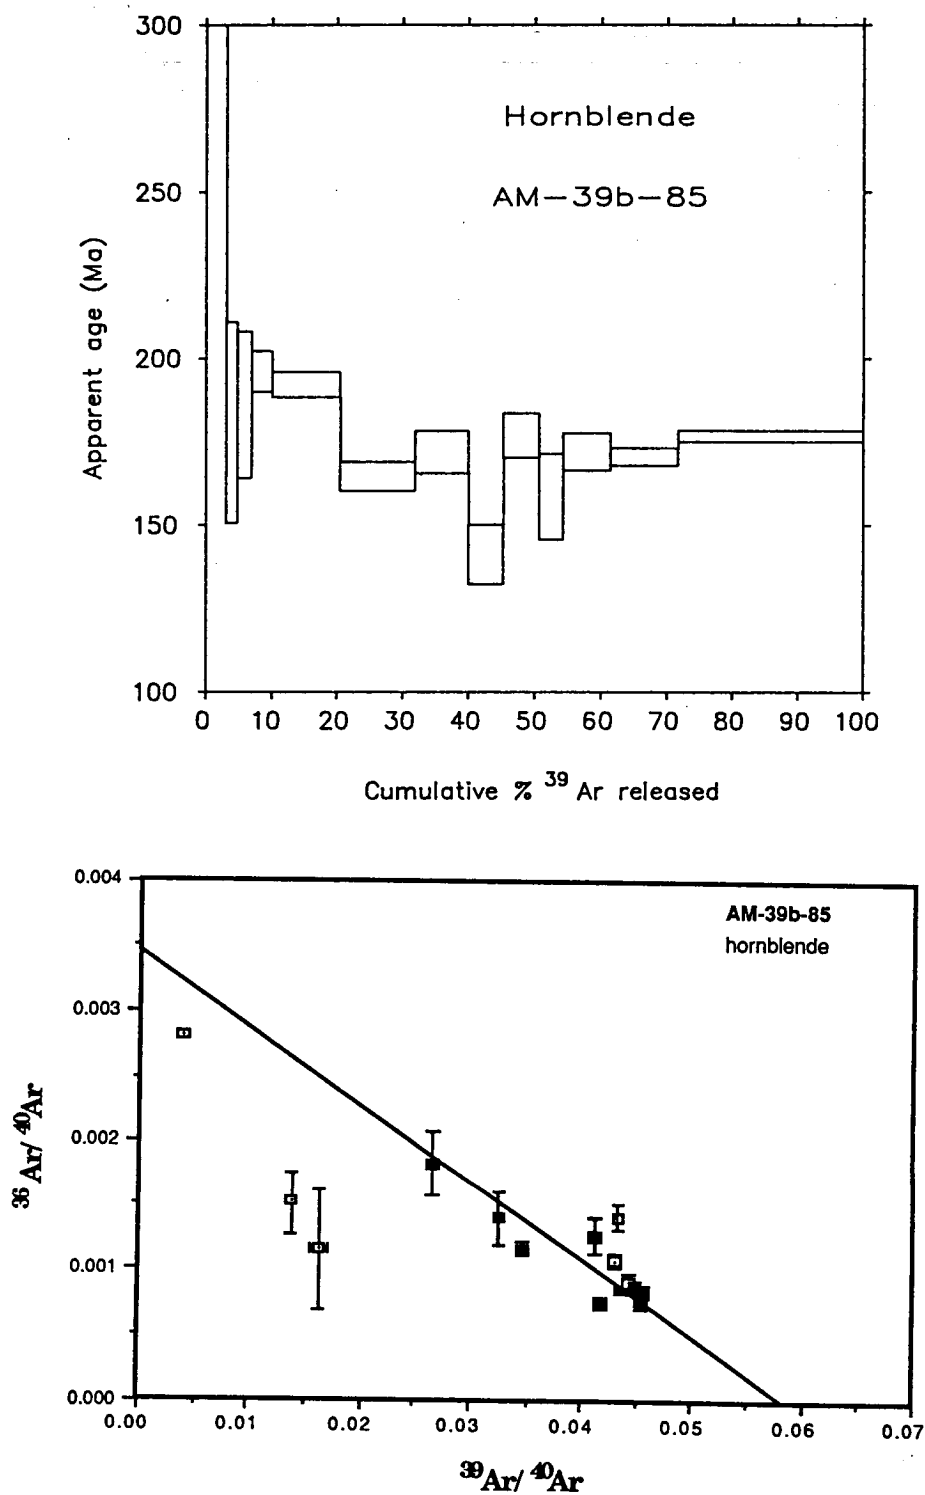 300
Hornblende
AM-39b-85
250
200
150
100
Apparent age (Ma)
0 10 20 30 40 50 60 70 80 90 100
Cumulative % 39 Ar released
0.004
AM-39b-85
hornblende
0.003
0.002
0.001
0.000
36 Ar/ 40Ar
0.00 0.01 0.02 0.03 0.04 0.05 0.06 0.07
39Ar/ 40Ar